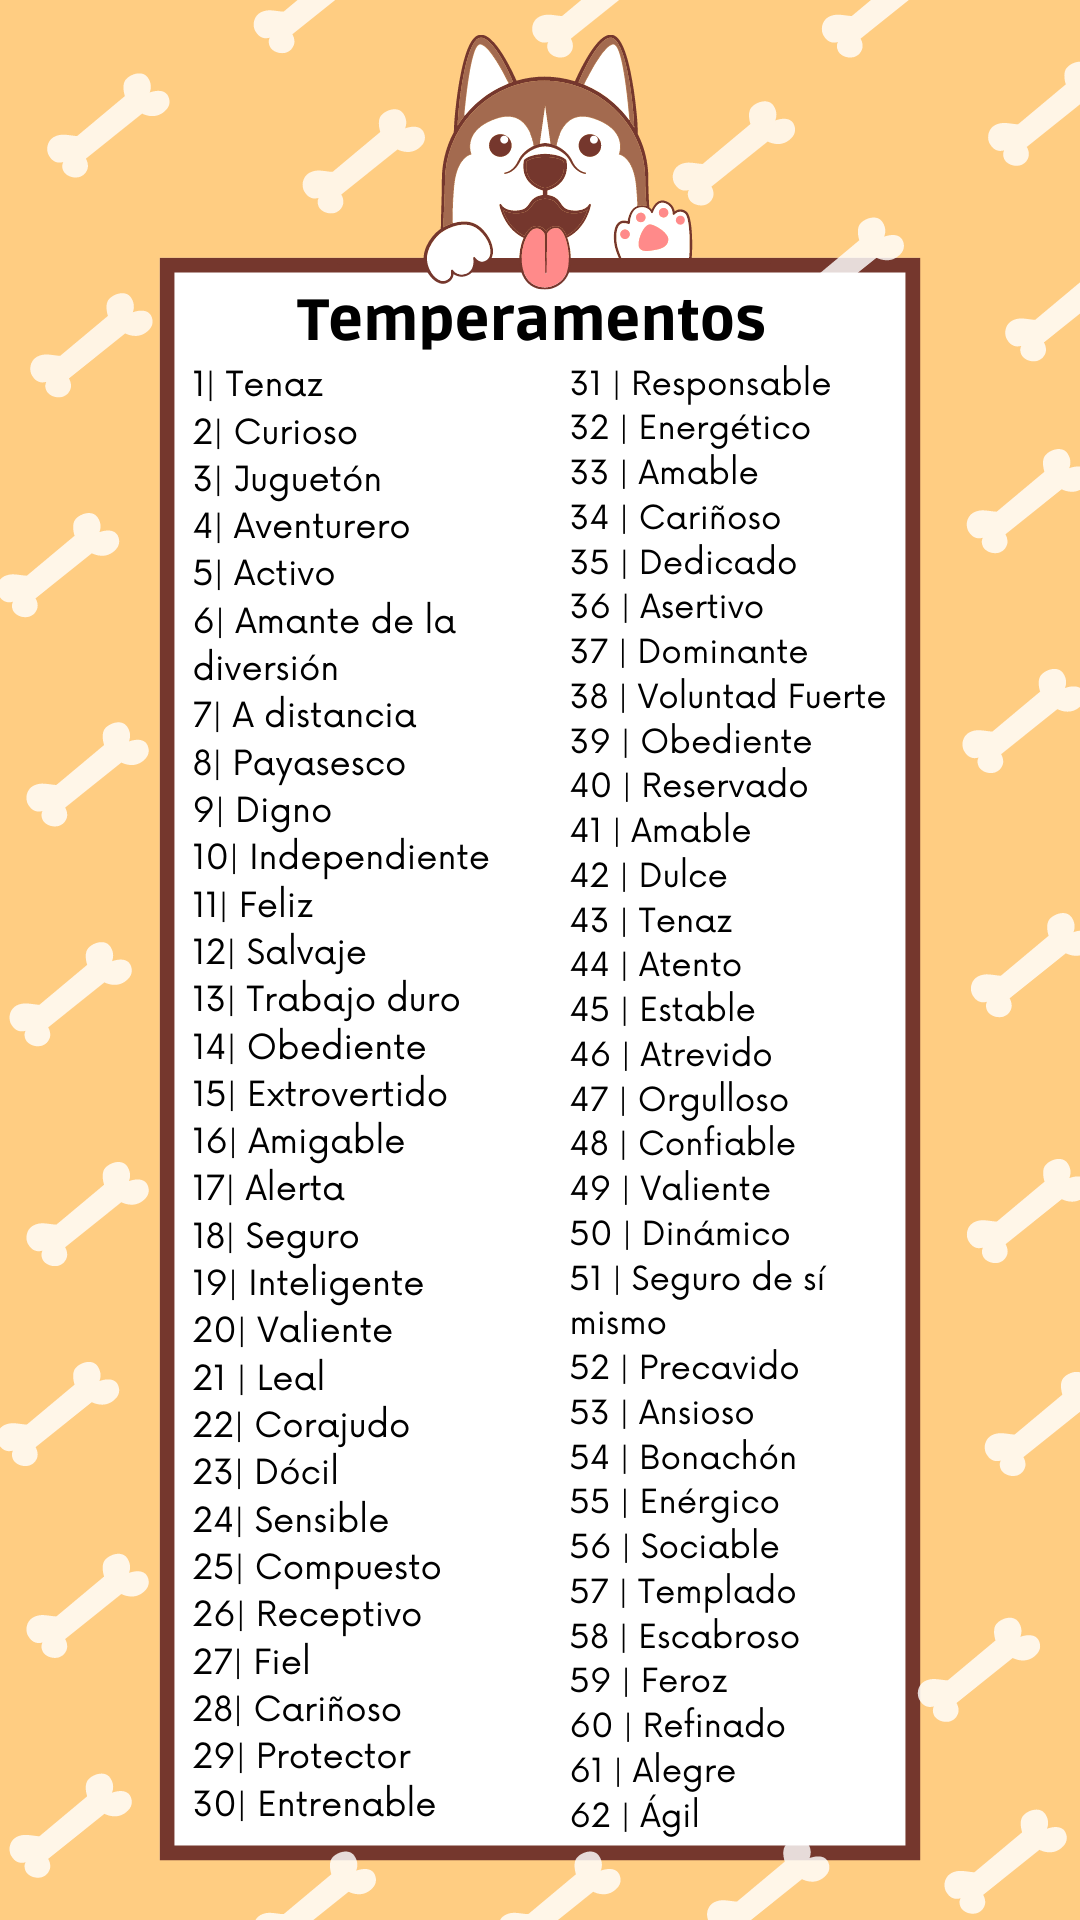 Temperamentos
1| Tenaz
2| Curioso
3| Juguetón
4| Aventurero
5| Activo
6| Amante de la
diversión
7| A distancia
8| Payasesco
9| Digno
10| Independiente
11| Feliz
12| Salvaje
13| Trabajo duro
14| Obediente
15| Extrovertido
16| Amigable
17| Alerta
18| Seguro
19| Inteligente
20| Valiente
21 | Leal
22| Corajudo
23| Dócil
24| Sensible
25| Compuesto
26| Receptivo
27| Fiel
28| Cariñoso
29| Protector
30| Entrenable
31 | Responsable
32 | Energético
33 | Amable
34 | Cariñoso
35 | Dedicado
36 | Asertivo
37 | Dominante
38 | Voluntad Fuerte
39 | Obediente
40 | Reservado
41 | Amable
42 | Dulce
43 | Tenaz
44 | Atento
45 | Estable
46 | Atrevido
47 | Orgulloso
48 | Confiable
49 | Valiente
50 | Dinámico
51 | Seguro de sí
mismo
52 | Precavido
53 | Ansioso
54 | Bonachón
55 | Enérgico
56 | Sociable
57 | Templado
58 | Escabroso
59 | Feroz
60 | Refinado
61 | Alegre
62 | Ágil